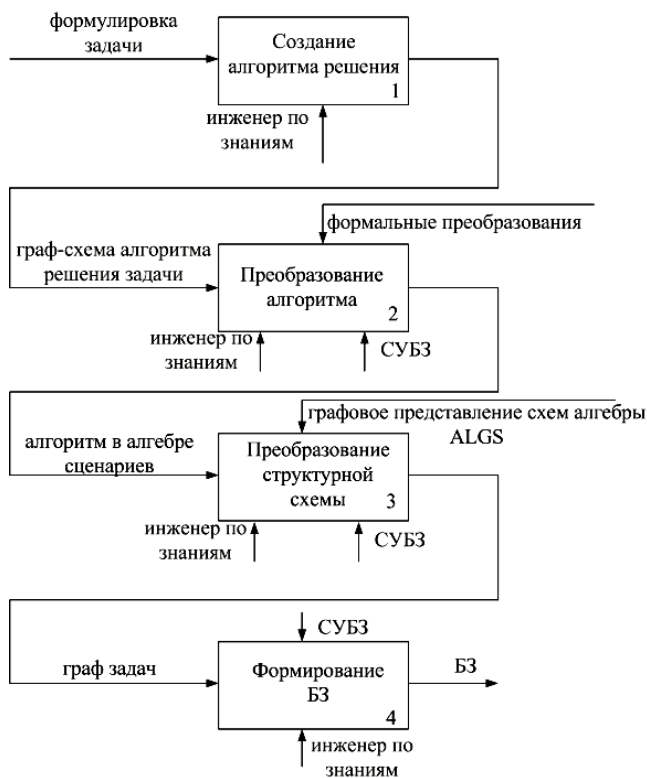 формулировка
задачи
Создание
алгоритма решения
1
инженер по
знаниям
формальные преобразования
граф-схема алгоритма
решения задачи
Преобразование
алгоритма
2
инженер по
знаниям
СУБЗ
графовое представление схем алгебры
ALGS
алгоритм в алгебре
сценариев
Преобразование
структурной
схемы
3
инженер по
знаниям
СУБЗ
СУБЗ
граф задач
Формирование
БЗ
4
БЗ
инженер по
знаниям